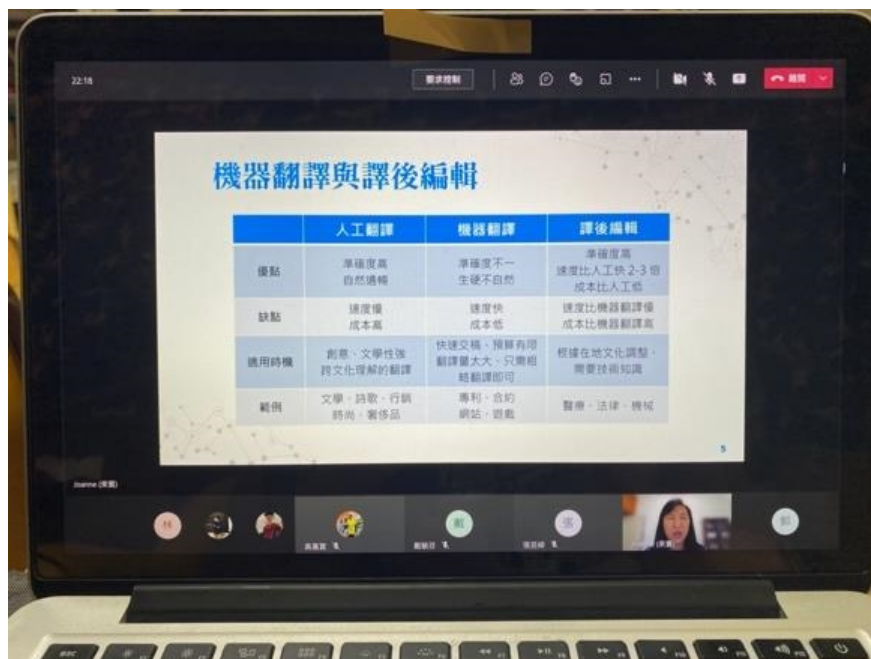 22:18
要求控制
離開
機器翻譯與譯後編輯
人工翻譯 機器翻譯 譯後編輯
優點
準確度高
自然通暢
準確度不一
生硬不自然
準確度高
速度比人工快 2-3 倍
成本比人工低
缺點
速度慢
成本高
速度快
成本低
速度比機器翻譯慢
成本比機器翻譯高
適用時機
創意、文學性強
跨文化理解的翻譯
快速交稿、預算有限
翻譯量太大、只需粗
略翻譯即可
根據在地文化調整、
需要技術知識
範例
文學、詩歌、行銷
時尚、奢侈品
專利、合約
網站、遊戲
醫療、法律、機械
5
林
戴
張
esc